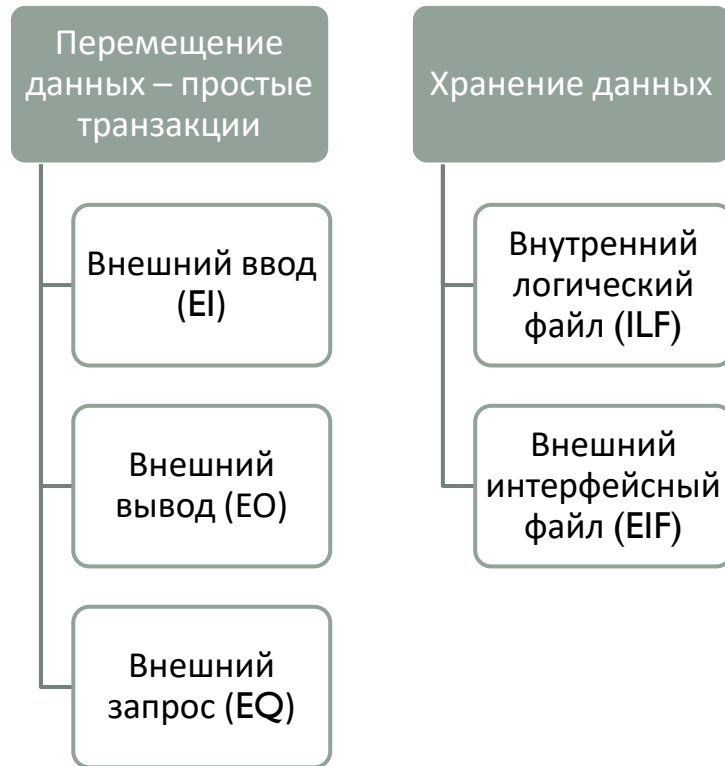 Перемещение
данных – простые
транзакции
Внешний ввод
(EI)
Внешний
вывод (EO)
Внешний
запрос (EQ)
Хранение данных
Внутренний
логический
файл (ILF)
Внешний
интерфейсный
файл (EIF)